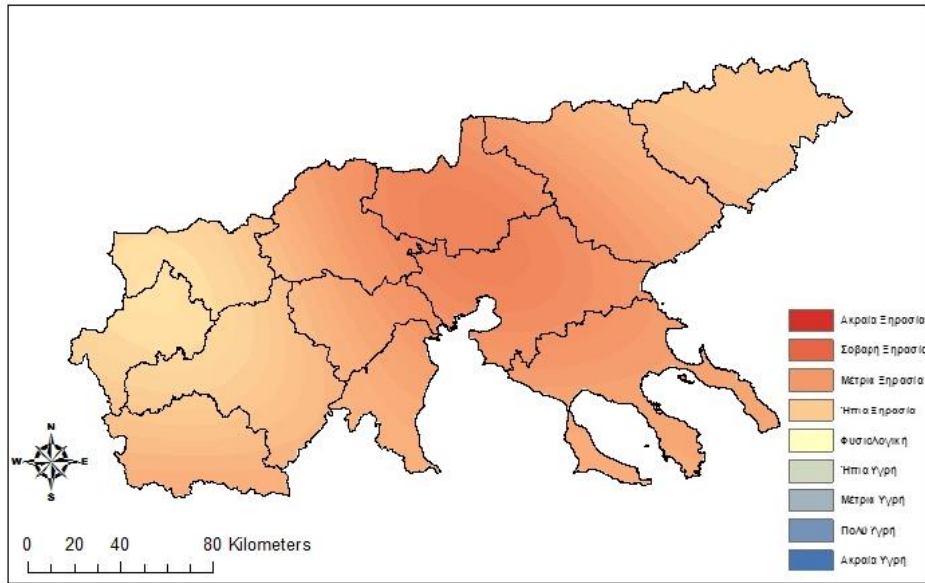 Ακραία Ξηρασία
Σοβαρή Ξηρασία
Μέτρια Ξηρασία
Ήπια Ξηρασία
Φυσιολογική
Ήπια Υγρή
Μέτρια Υγρή
Πολύ Υγρή
Ακραία Υγρή
N
W E
S
0 20 40 80 Kilometers